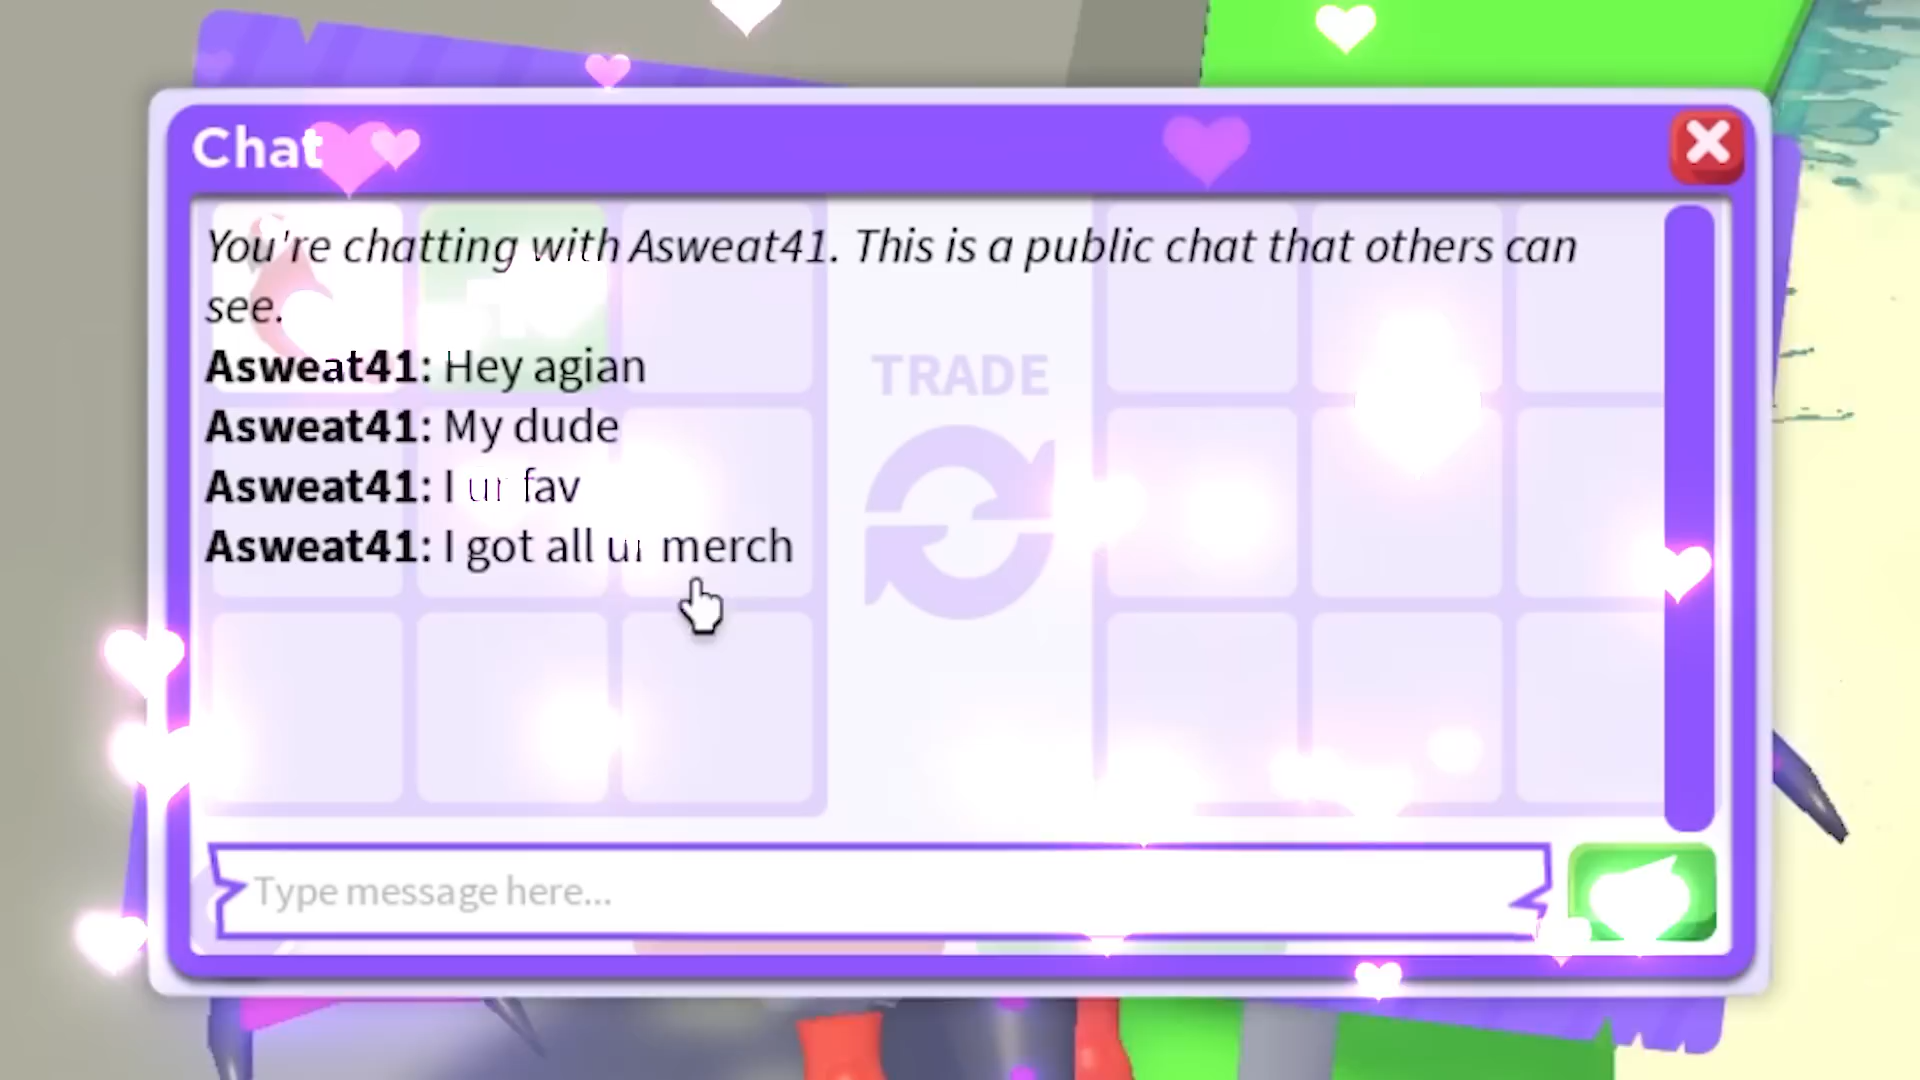 Chat
You're chatting with Asweat41. This is a public chat that others can
see.
Asweat41: Hey agian
Asweat41: My dude
Asweat41: I ur fav
Asweat41: I got all ur merch
TRADE
Type message here...